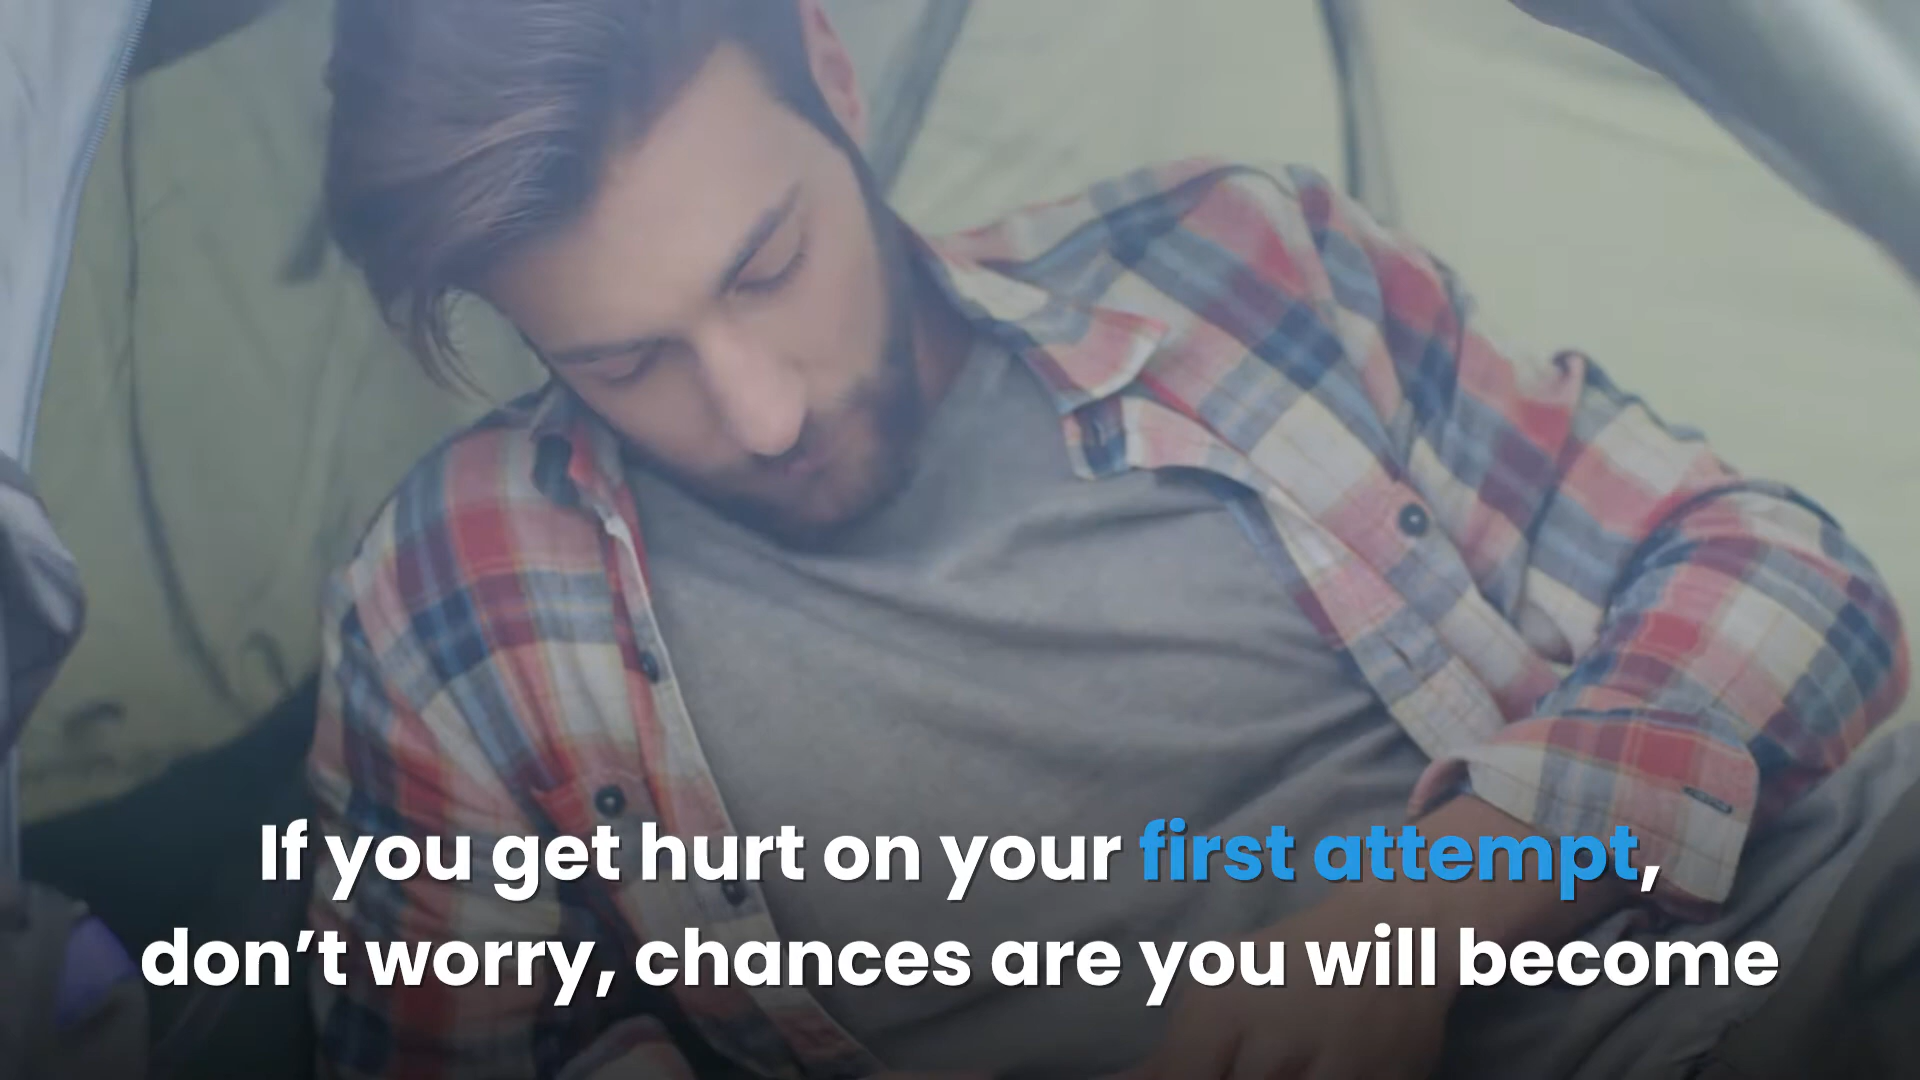 If you get hurt on your first attempt,
don’t worry, chances are you will become